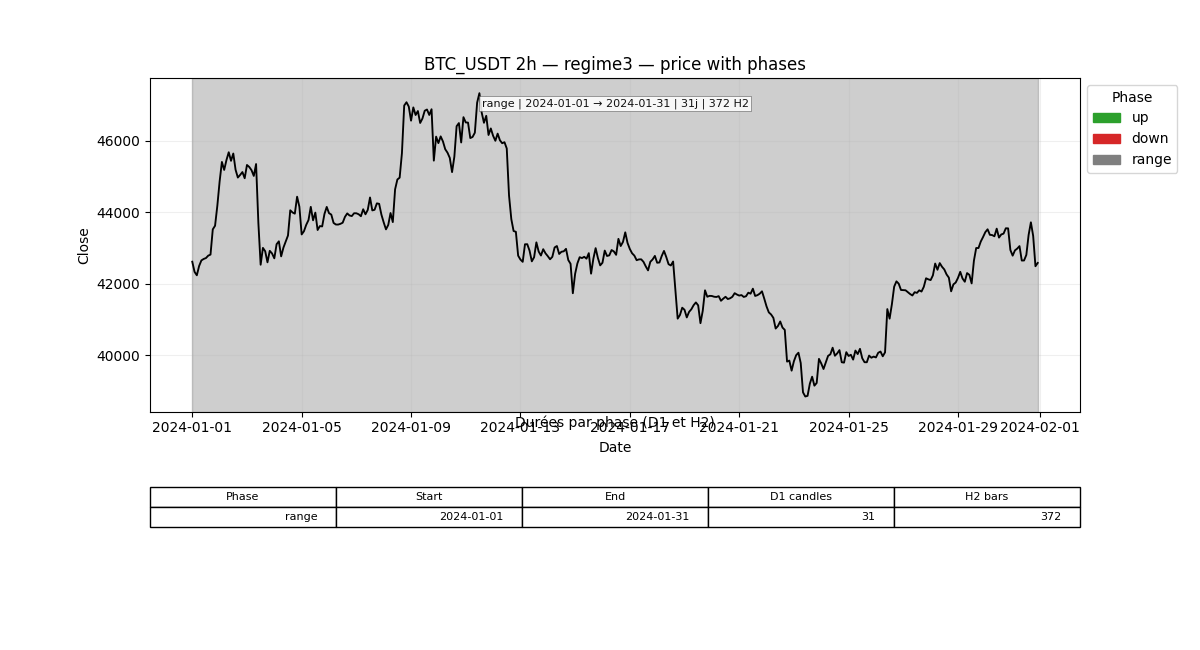 BTC_USDT 2h — regime3 — price with phases
range | 2024-01-01 → 2024-01-31 | 31j | 372 H2
Phase
up
down
range
46000
44000
42000
40000
Close
2024-01-01 2024-01-05 2024-01-09 2024-01-13 2024-01-17 2024-01-21 2024-01-25 2024-01-29 2024-02-01
Durées par phase (D1 et H2)
Date
Phase Start End D1 candles H2 bars
range 2024-01-01 2024-01-31 31 372